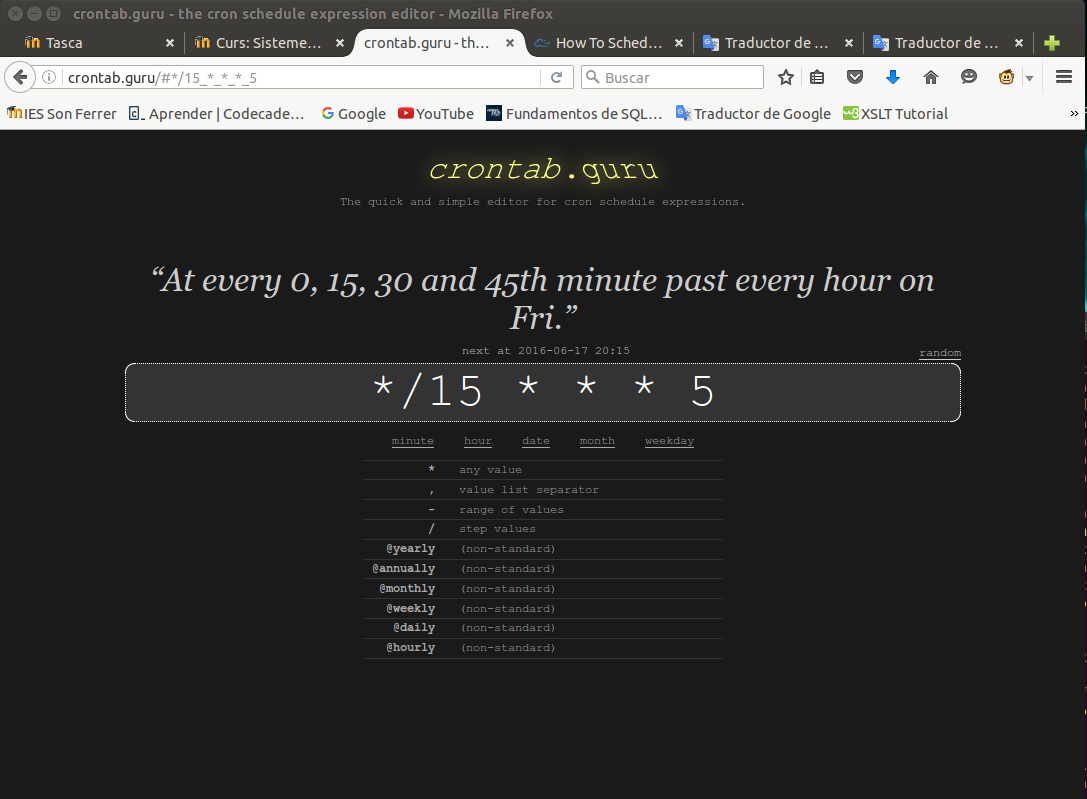 crontab.guru - the cron schedule expression editor - Mozilla Firefox
Tasca
Curs: Sisteme...
crontab.guru - th...
How To Sched...
Traductor de ...
Traductor de ...
crontab.guru/#*/15_*_*_*_5
Buscar
IES Son Ferrer
Aprender | Codecade...
Google
YouTube
Fundamentos de SQL...
Traductor de Google
XSLT Tutorial
»
crontab.guru
The quick and simple editor for cron schedule expressions.
“At every 0, 15, 30 and 45th minute past every hour on
Fri.”
next at 2016-06-17 20:15
random
*/15 * * * 5
minute hour date month weekday
* any value
, value list separator
- range of values
/ step values
@yearly (non-standard)
@annually (non-standard)
@monthly (non-standard)
@weekly (non-standard)
@daily (non-standard)
@hourly (non-standard)